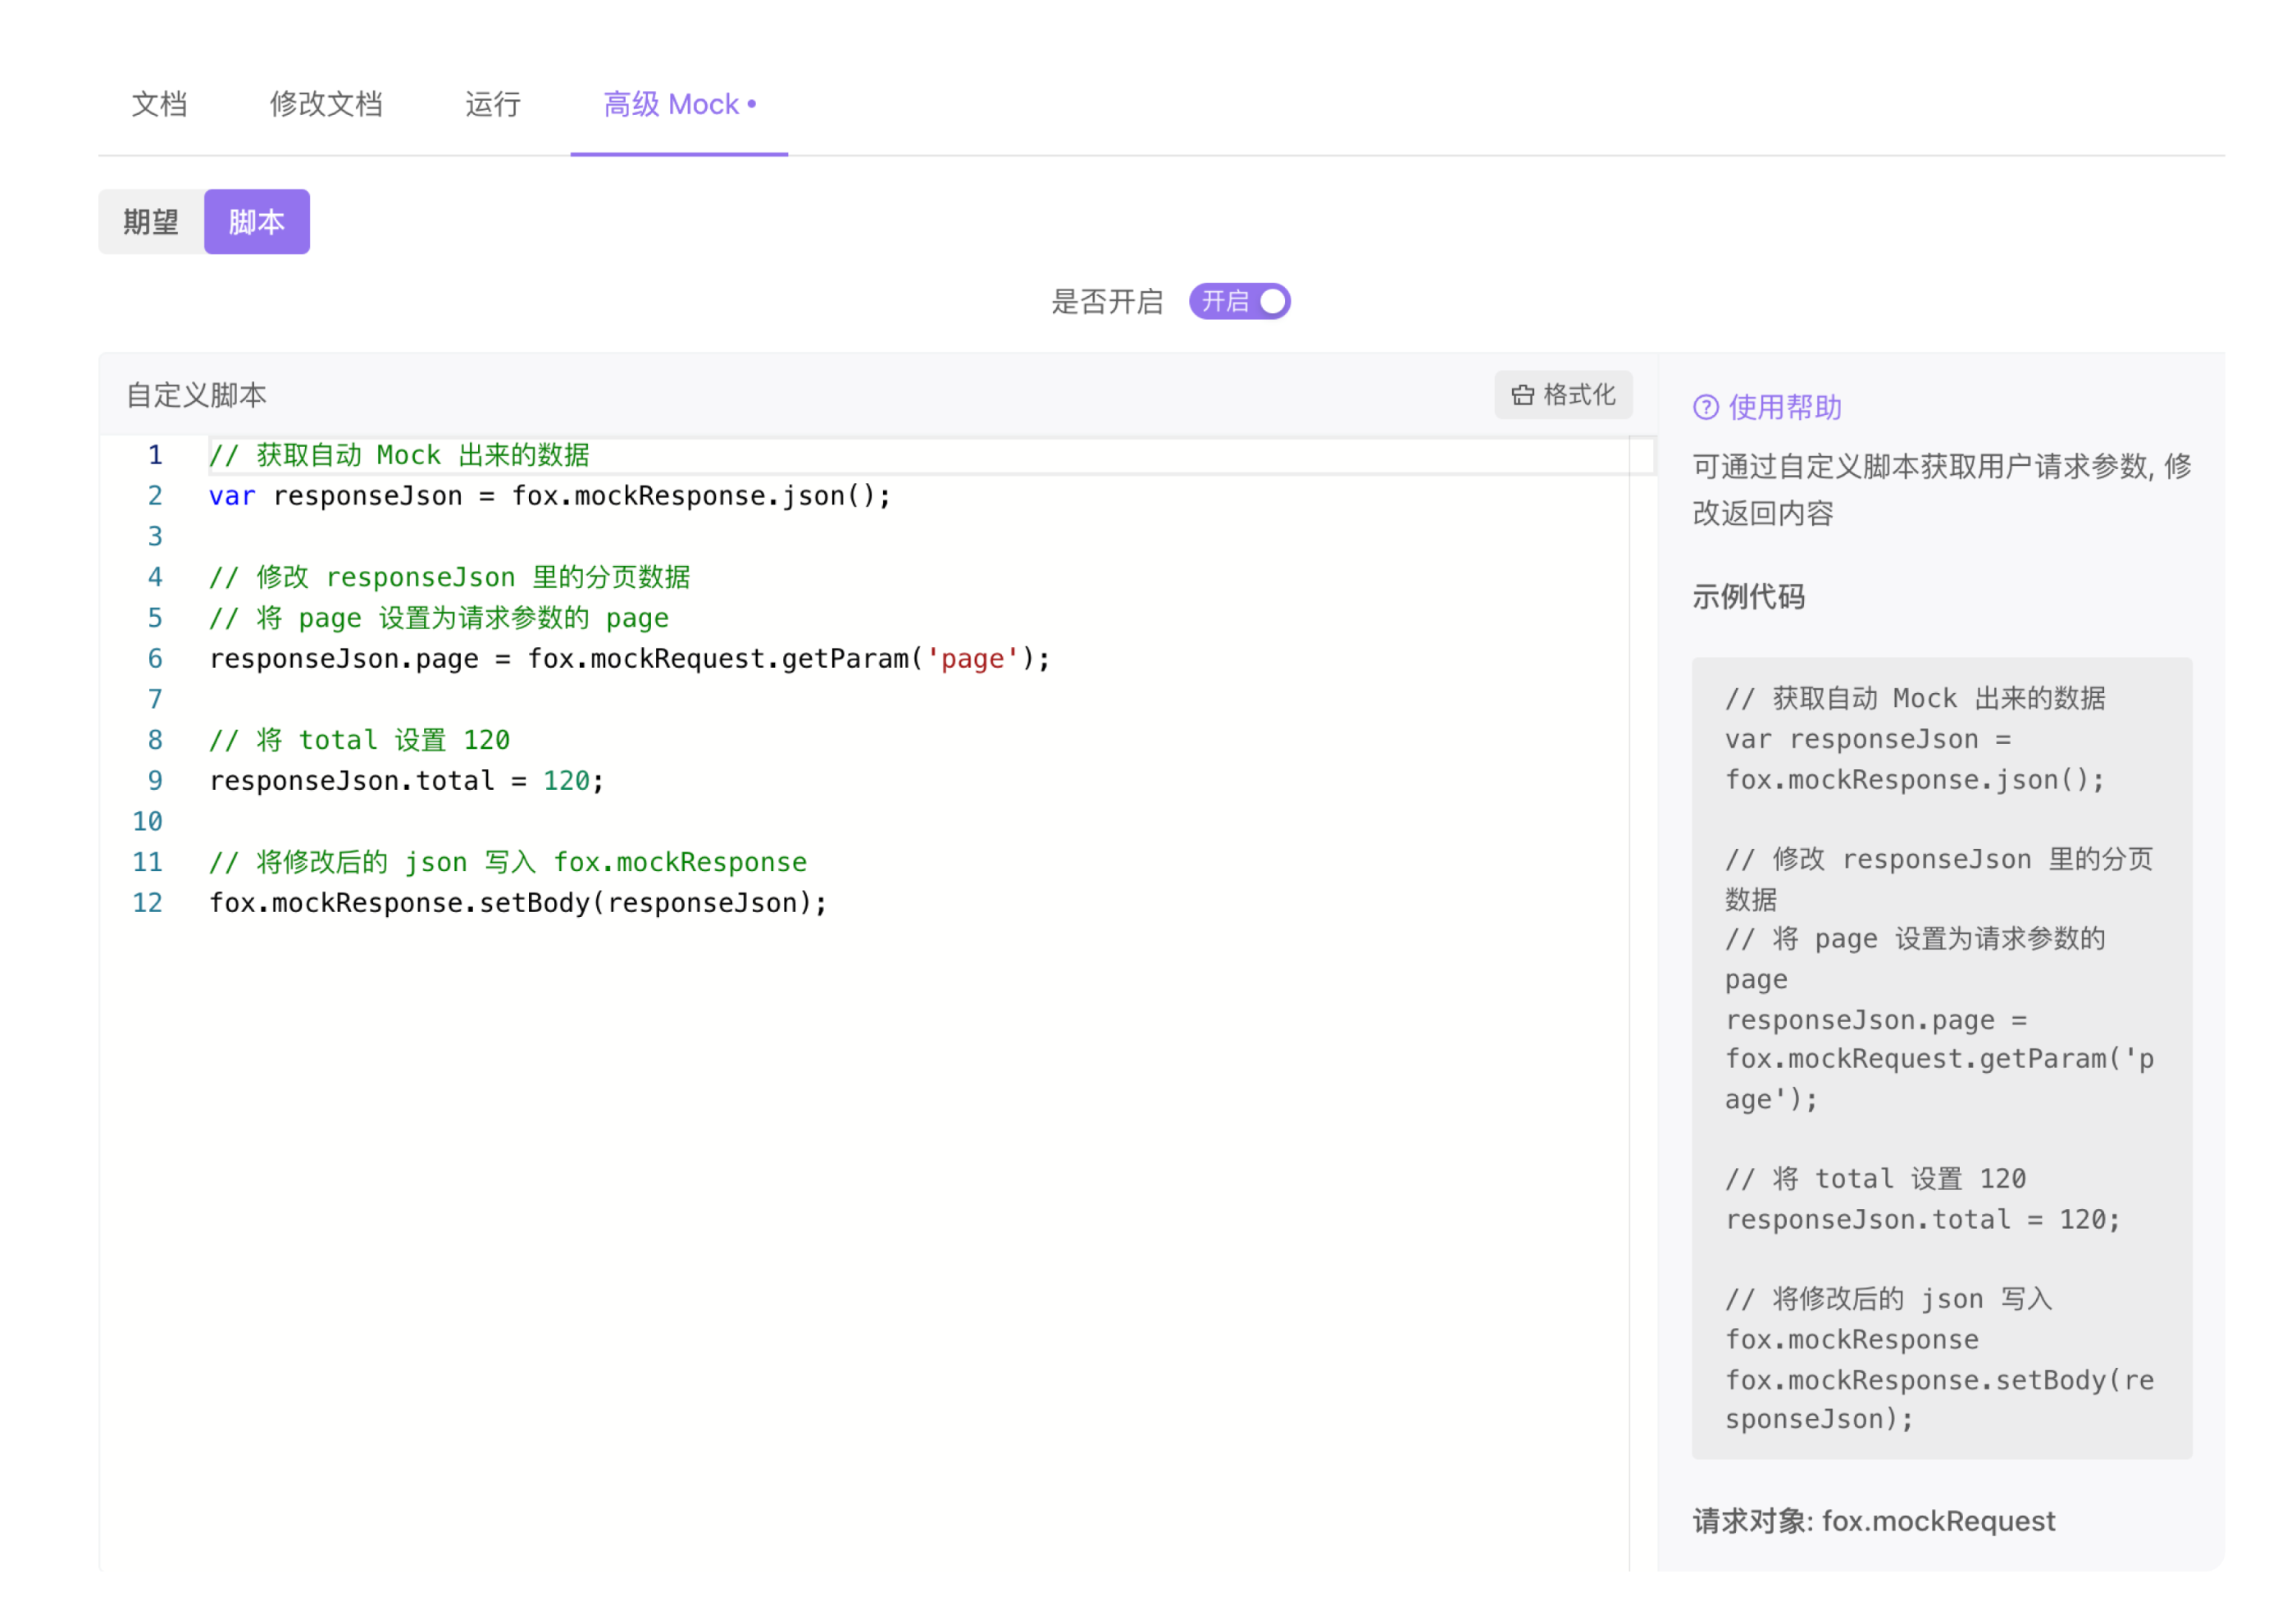 文档 修改文档 运行 高级 Mock •
期望 脚本
是否开启 开启
自定义脚本 格式化
1 // 获取自动 Mock 出来的数据
2 var responseJson = fox.mockResponse.json();
3
4 // 修改 responseJson 里的分页数据
5 // 将 page 设置为请求参数的 page
6 responseJson.page = fox.mockRequest.getParam('page');
7
8 // 将 total 设置 120
9 responseJson.total = 120;
10
11 // 将修改后的 json 写入 fox.mockResponse
12 fox.mockResponse.setBody(responseJson);
使用帮助
可通过自定义脚本获取用户请求参数, 修
改返回内容
示例代码
// 获取自动 Mock 出来的数据
var responseJson =
fox.mockResponse.json();
// 修改 responseJson 里的分页
数据
// 将 page 设置为请求参数的
page
responseJson.page =
fox.mockRequest.getParam('p
age');
// 将 total 设置 120
responseJson.total = 120;
// 将修改后的 json 写入
fox.mockResponse
fox.mockResponse.setBody(re
sponseJson);
请求对象: fox.mockRequest